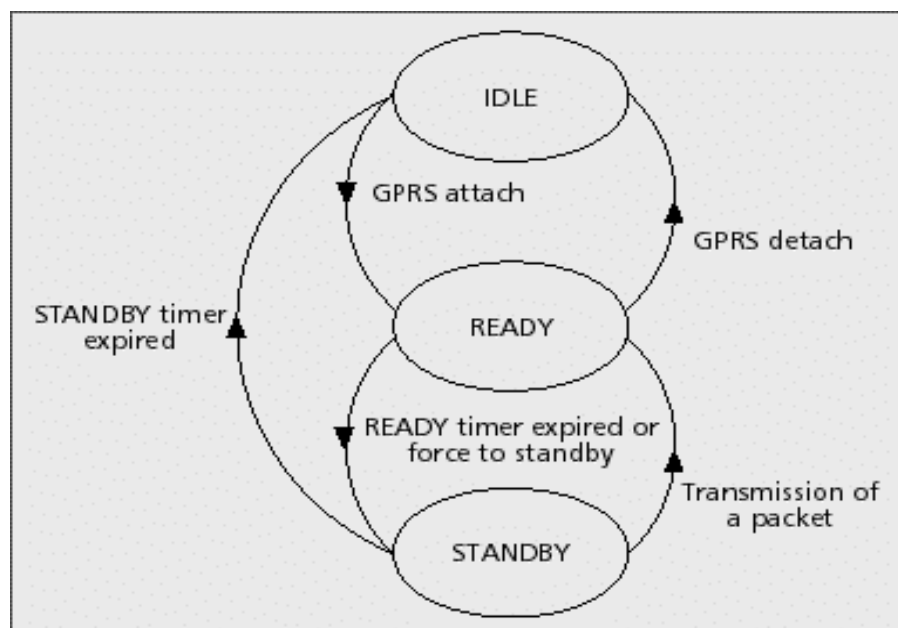 IDLE
GPRS attach
GPRS detach
STANDBY timer
expired
READY
READY timer expired or
force to standby
Transmission of
a packet
STANDBY